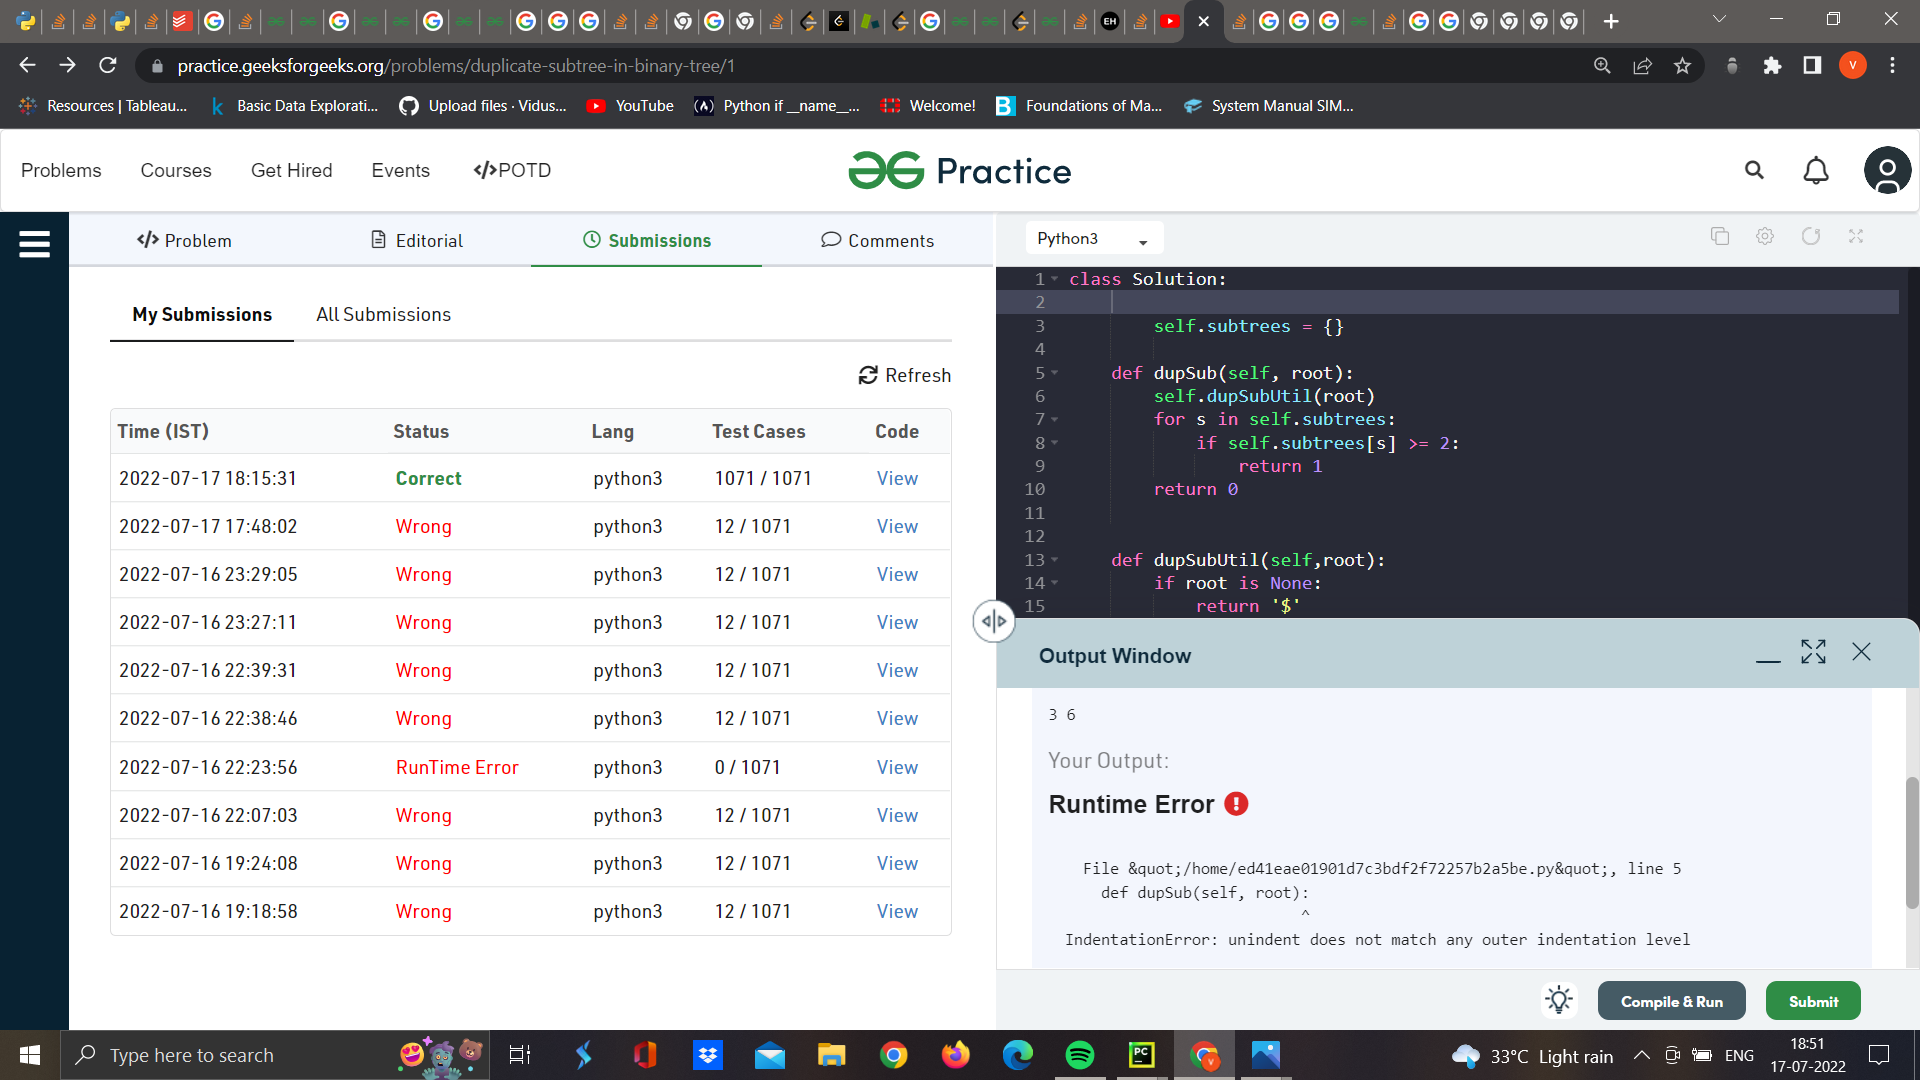 practice.geeksforgeeks.org/problems/duplicate-subtree-in-binary-tree/1
V
Resources | Tableau...
Basic Data Explorati...
Upload files · Vidus...
YouTube
Python if __name__...
Welcome!
Foundations of Ma...
System Manual SIM...
Problems
Courses
Get Hired
Events
</>POTD
Practice
</> Problem
Editorial
Submissions
Comments
My Submissions
All Submissions
Refresh
Time (IST) Status Lang Test Cases Code
2022-07-17 18:15:31 Correct python3 1071 / 1071 View
2022-07-17 17:48:02 Wrong python3 12 / 1071 View
2022-07-16 23:29:05 Wrong python3 12 / 1071 View
2022-07-16 23:27:11 Wrong python3 12 / 1071 View
2022-07-16 22:39:31 Wrong python3 12 / 1071 View
2022-07-16 22:38:46 Wrong python3 12 / 1071 View
2022-07-16 22:23:56 RunTime Error python3 0 / 1071 View
2022-07-16 22:07:03 Wrong python3 12 / 1071 View
2022-07-16 19:24:08 Wrong python3 12 / 1071 View
2022-07-16 19:18:58 Wrong python3 12 / 1071 View
Python3
1 class Solution:
2
3 self.subtrees = {}
4
5 def dupSub(self, root):
6 self.dupSubUtil(root)
7 for s in self.subtrees:
8 if self.subtrees[s] >= 2:
9 return 1
10 return 0
11
12
13 def dupSubUtil(self,root):
14 if root is None:
15 return '$'
Output Window
3 6
Your Output:
Runtime Error
File &quot;/home/ed41eae01901d7c3bdf2f72257b2a5be.py&quot;, line 5
def dupSub(self, root):
^
IndentationError: unindent does not match any outer indentation level
Compile & Run
Submit
Type here to search
33°C Light rain
ENG
18:51
17-07-2022